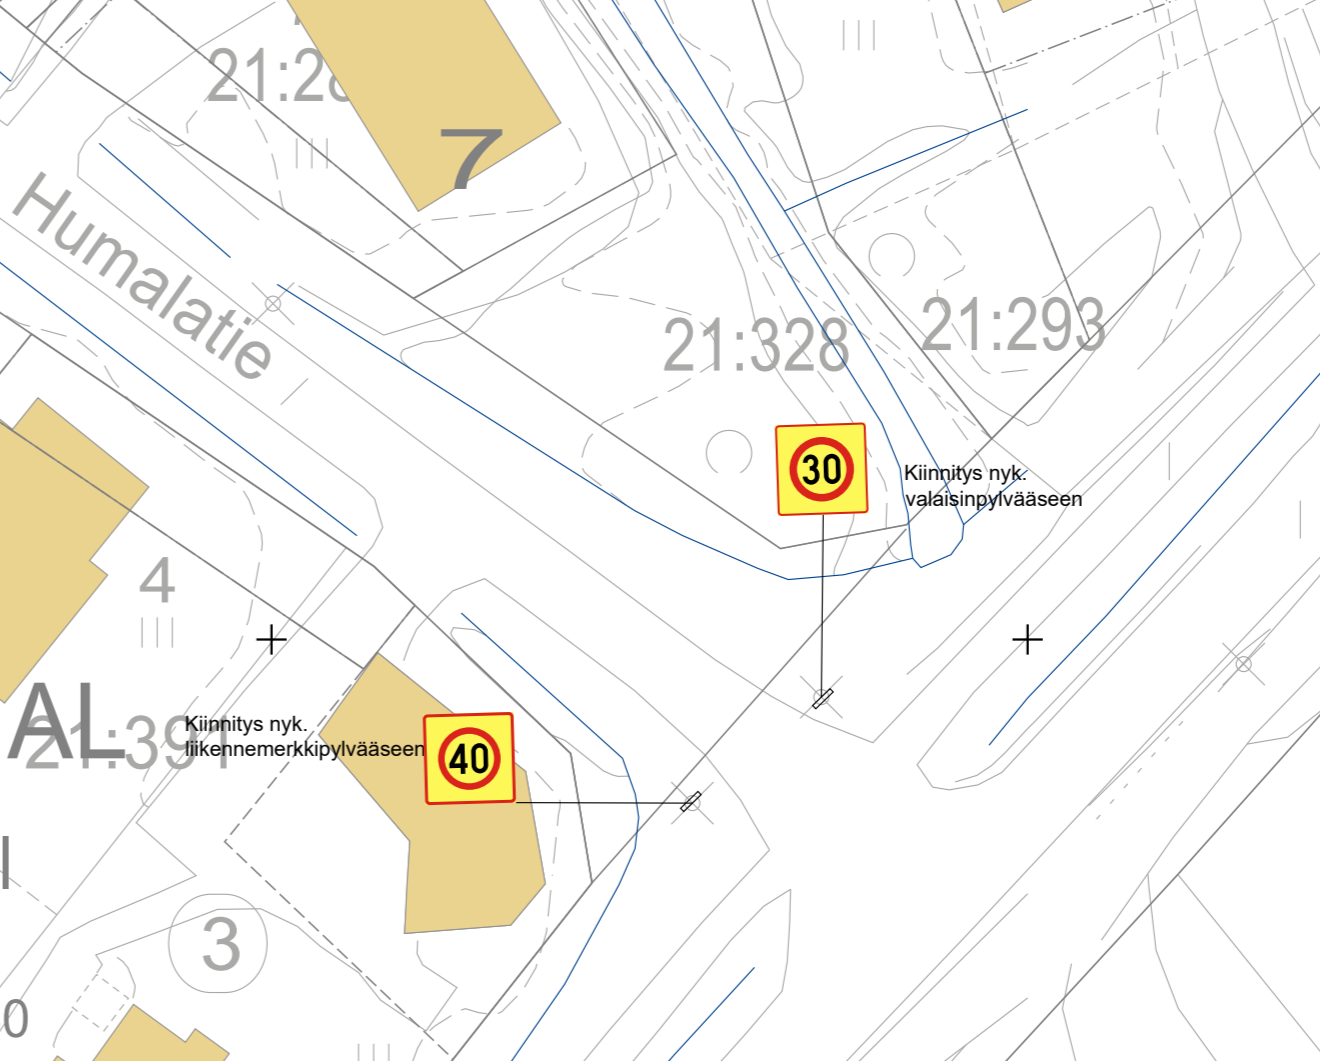 21:28
7
Humalatie
21:328
21:293
30
Kiinnitys nyk.
valaisinpylvääseen
4
AL
21:391
Kiinnitys nyk.
liikennemerkkipylvääseen
40
3
0